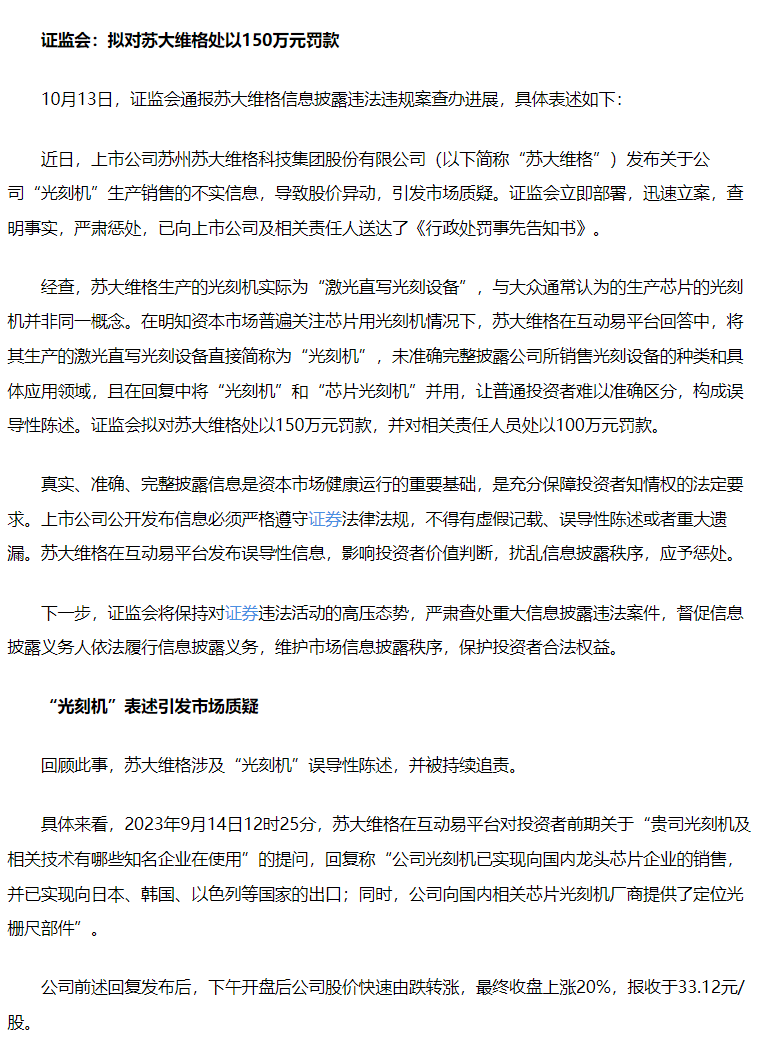 证监会：拟对苏大维格处以150万元罚款
10月13日，证监会通报苏大维格信息披露违法违规案查办进展，具体表述如下：
近日，上市公司苏州苏大维格科技集团股份有限公司（以下简称“苏大维格”）发布关于公
司“光刻机”生产销售的不实信息，导致股价异动，引发市场质疑。证监会立即部署，迅速立案，查
明事实，严肃惩处，已向上市公司及相关责任人送达了《行政处罚事先告知书》。
经查，苏大维格生产的光刻机实际为“激光直写光刻设备”，与大众通常认为的生产芯片的光刻
机并非同一概念。在明知资本市场普遍关注芯片用光刻机情况下，苏大维格在互动易平台回答中，将
其生产的激光直写光刻设备直接简称为“光刻机”，未准确完整披露公司所销售光刻设备的种类和具
体应用领域，且在回复中将“光刻机”和“芯片光刻机”并用，让普通投资者难以准确区分，构成误
导性陈述。证监会拟对苏大维格处以150万元罚款，并对相关责任人员处以100万元罚款。
真实、准确、完整披露信息是资本市场健康运行的重要基础，是充分保障投资者知情权的法定要
求。上市公司公开发布信息必须严格遵守证券法律法规，不得有虚假记载、误导性陈述或者重大遗
漏。苏大维格在互动易平台发布误导性信息，影响投资者价值判断，扰乱信息披露秩序，应予惩处。
下一步，证监会将保持对证券违法活动的高压态势，严肃查处重大信息披露违法案件，督促信息
披露义务人依法履行信息披露义务，维护市场信息披露秩序，保护投资者合法权益。
“光刻机”表述引发市场质疑
回顾此事，苏大维格涉及“光刻机”误导性陈述，并被持续追责。
具体来看，2023年9月14日12时25分，苏大维格在互动易平台对投资者前期关于“贵司光刻机及
相关技术有哪些知名企业在使用”的提问，回复称“公司光刻机已实现向国内龙头芯片企业的销售，
并已实现向日本、韩国、以色列等国家的出口；同时，公司向国内相关芯片光刻机厂商提供了定位光
栅尺部件”。
公司前述回复发布后，下午开盘后公司股价快速由跌转涨，最终收盘上涨20%，报收于33.12元/
股。